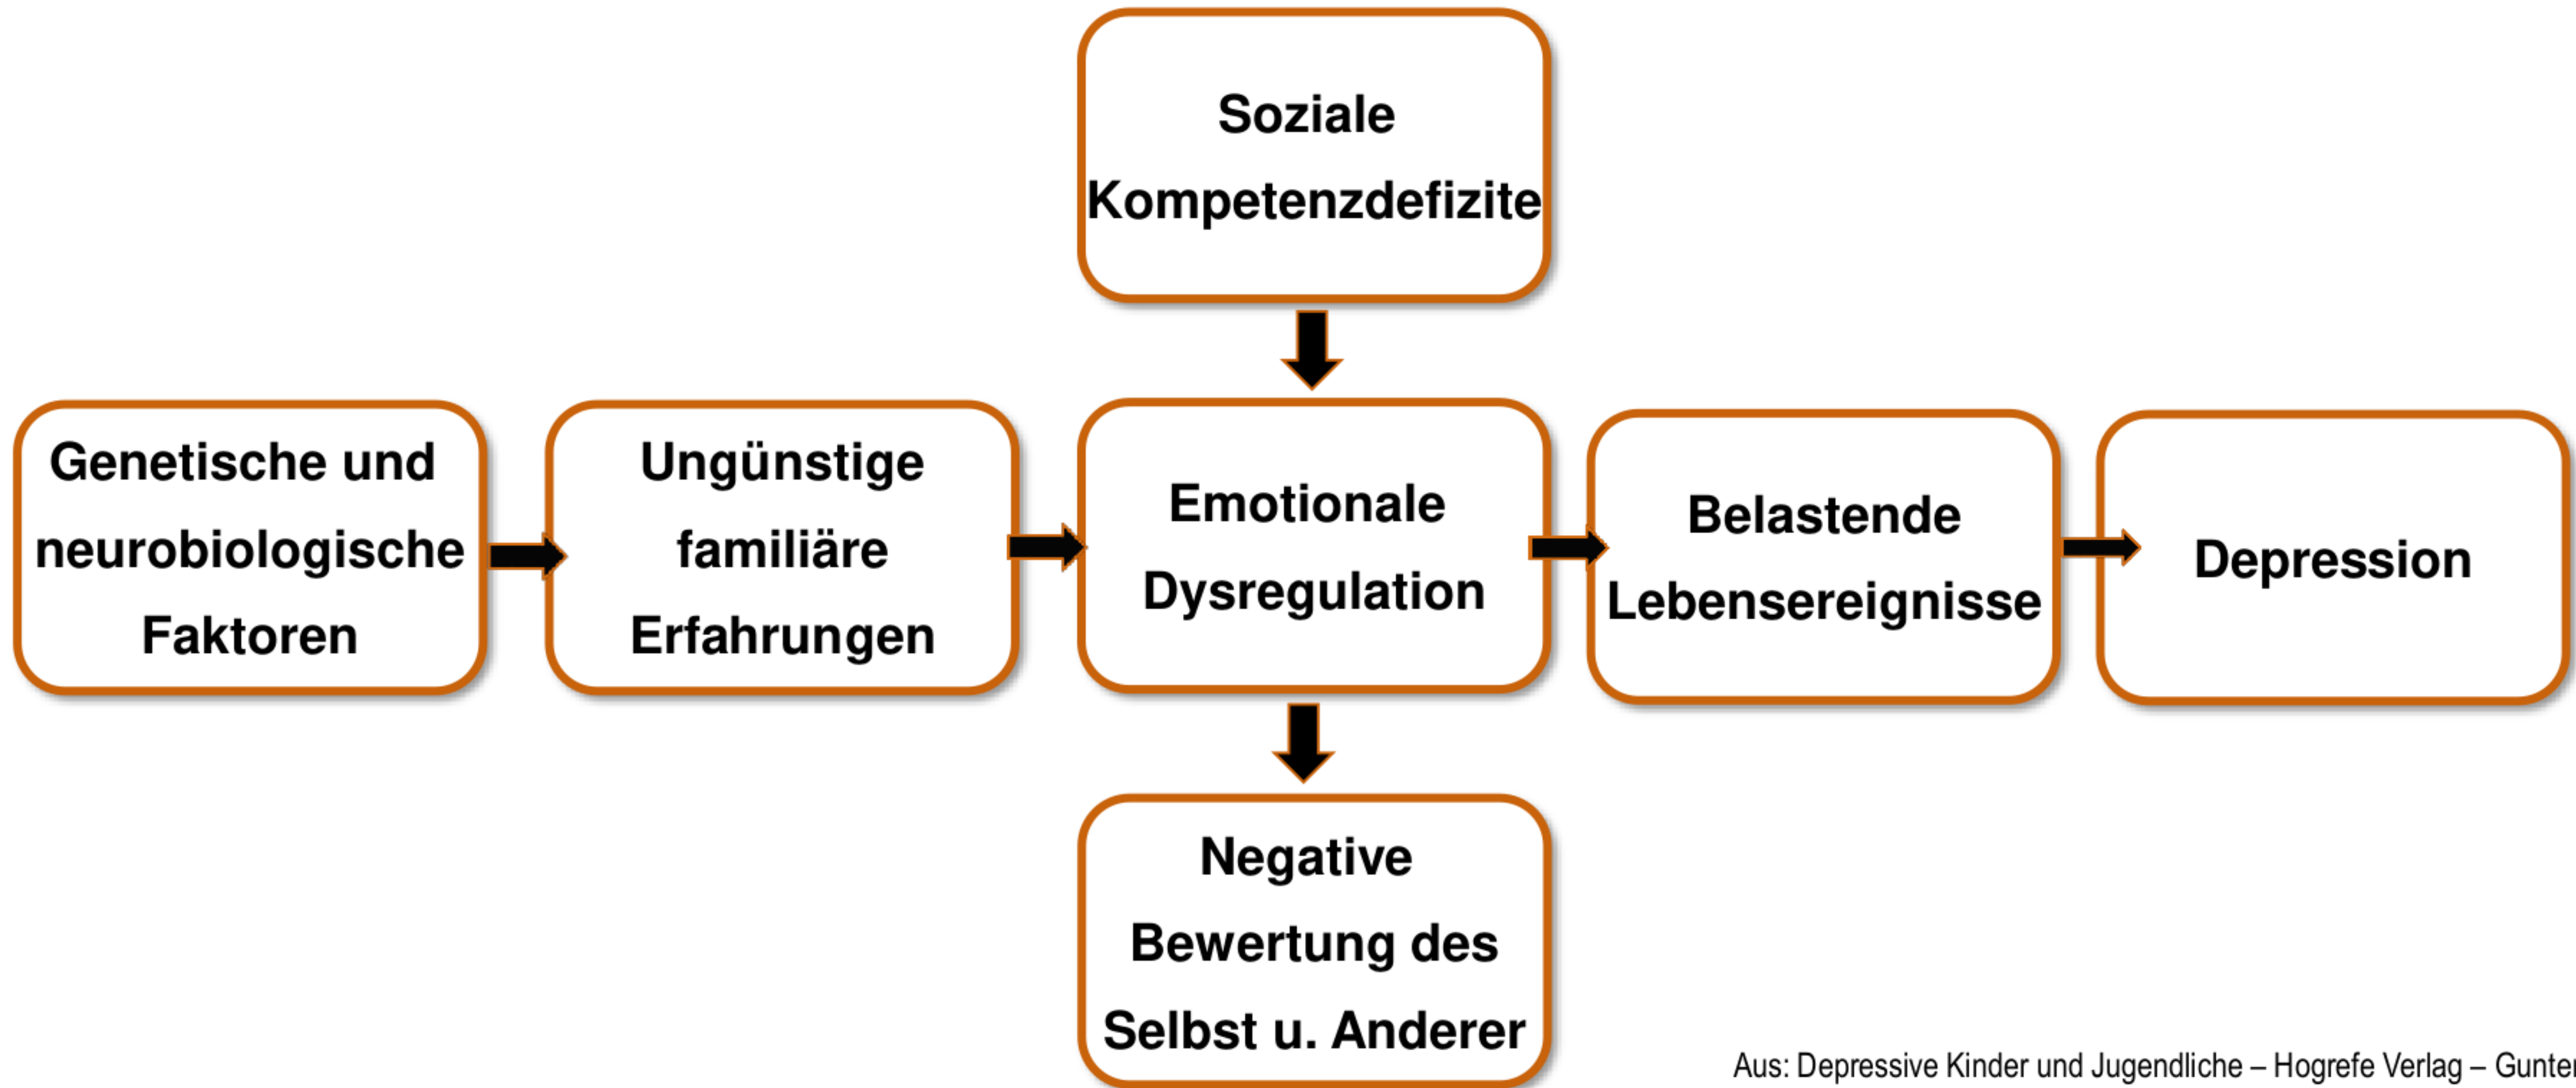 Soziale
Kompetenzdefizite
Genetische und
neurobiologische
Faktoren
Ungünstige
familiäre
Erfahrungen
Emotionale
Dysregulation
Belastende
Lebensereignisse
Depression
Negative
Bewertung des
Selbst u. Anderer
Aus: Depressive Kinder und Jugendliche – Hogrefe Verlag – Gunter